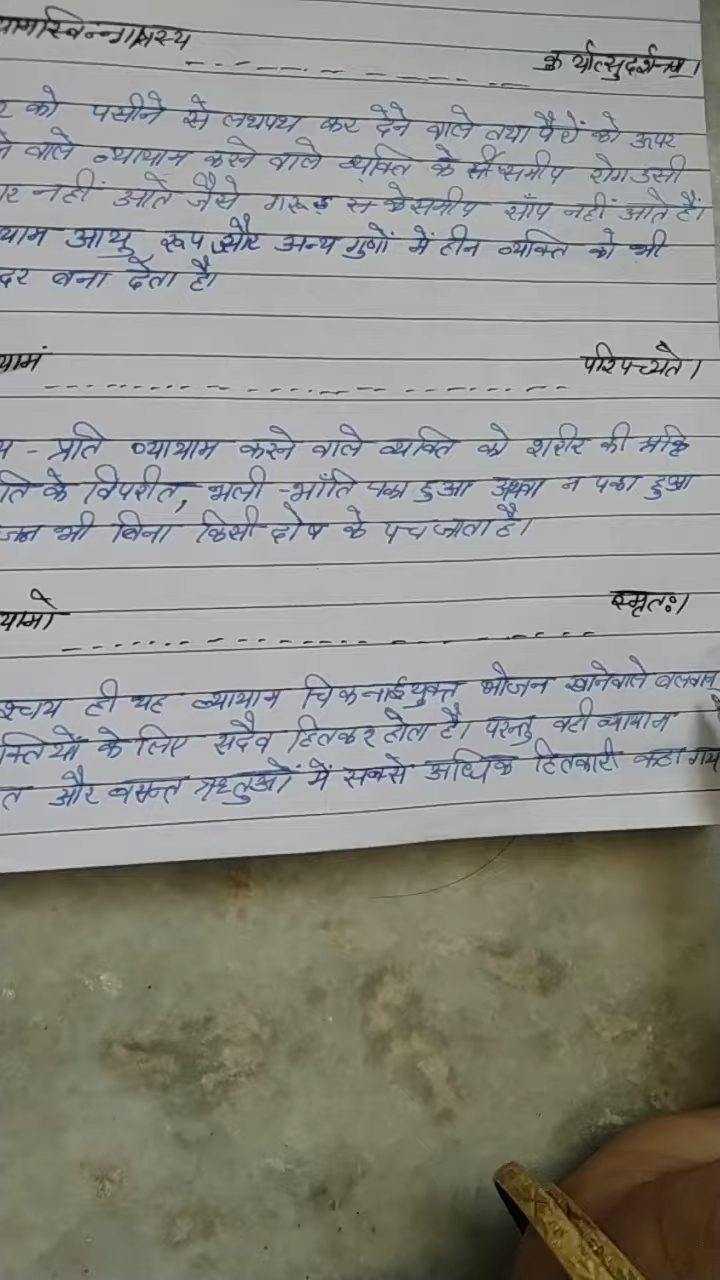 यामस्विन्नगात्रस्य - - - - - - - - - कुर्यात्सुदर्शनम्।
र को पसीने से लथपथ कर देने वाले तथा पैरों को ऊपर
ने वाले व्यायाम करने वाले व्यक्ति के समीप रोग उसी
ार नहीं आते जैसे गरूड़ के समीप साँप नहीं आते हैं।
याम आयु रूप और अन्य गुणों में हीन व्यक्ति को भी
दर बना देता है।
यामं - - - - - - - - - - - - परिपच्यते।
य - प्रति व्यायाम करने वाले व्यक्ति को शरीर की
ति के विपरीत, भली -भाँति पका हुआ अथवा न पका हुआ
जन भी बिना किसी दोष के पच जाता है।
यामो - - - - - - - - - - - - स्मृतः।
श्चय ही यह व्यायाम चिकनाईयुक्त भोजन खानेवाले बलवान्
क्तियों के लिए सदैव हितकर होता है। परन्तु वही व्यायाम
त और वसन्त ऋतुओं में सबसे अधिक हितकारी कहा गय